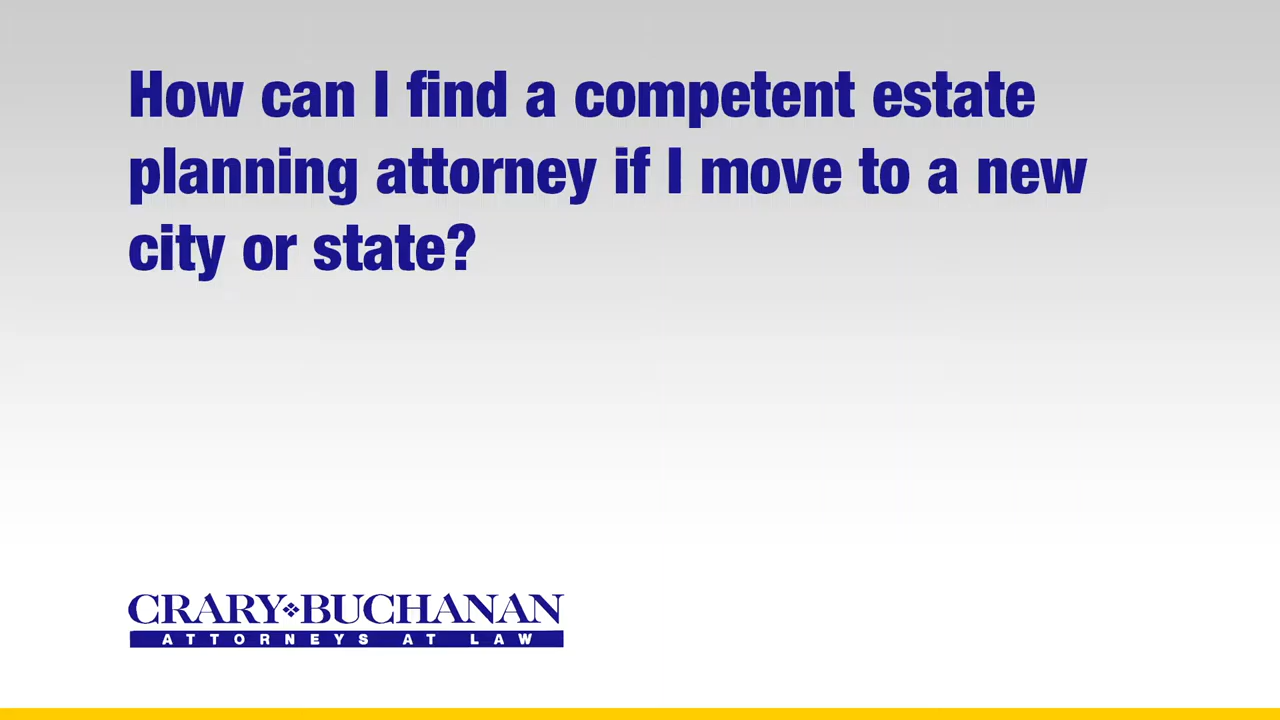 How can I find a competent estate
planning attorney if I move to a new
city or state?
CRARY BUCHANAN
ATTORNEYS AT LAW